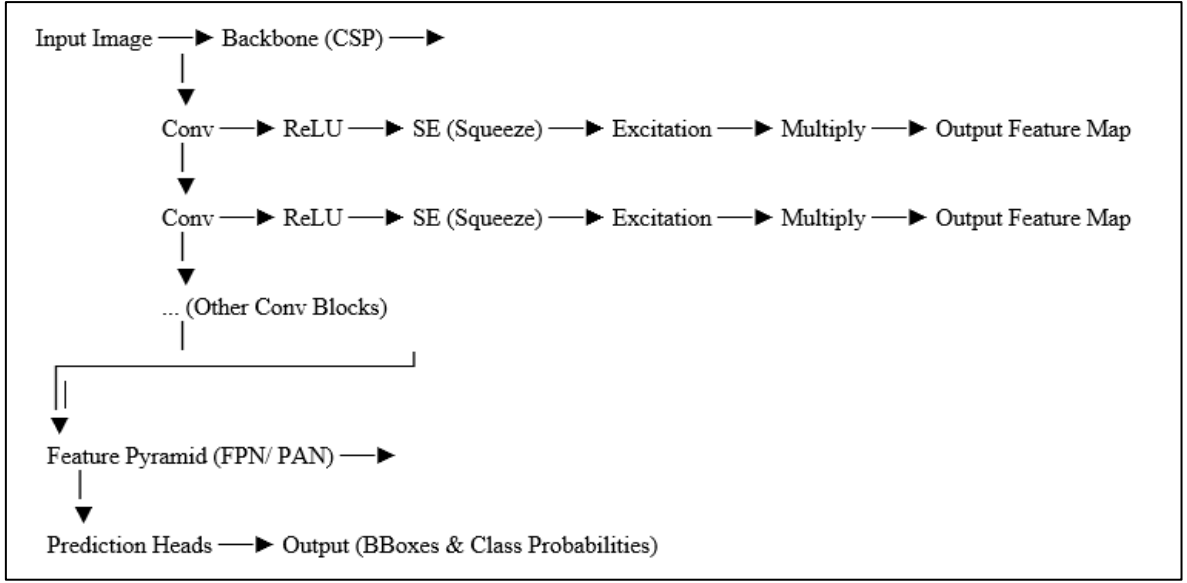 Input Image Backbone (CSP)
Conv ReLU SE (Squeeze) Excitation Multiply Output Feature Map
Conv ReLU SE (Squeeze) Excitation Multiply Output Feature Map
... (Other Conv Blocks)
Feature Pyramid (FPN/ PAN)
Prediction Heads Output (BBoxes & Class Probabilities)